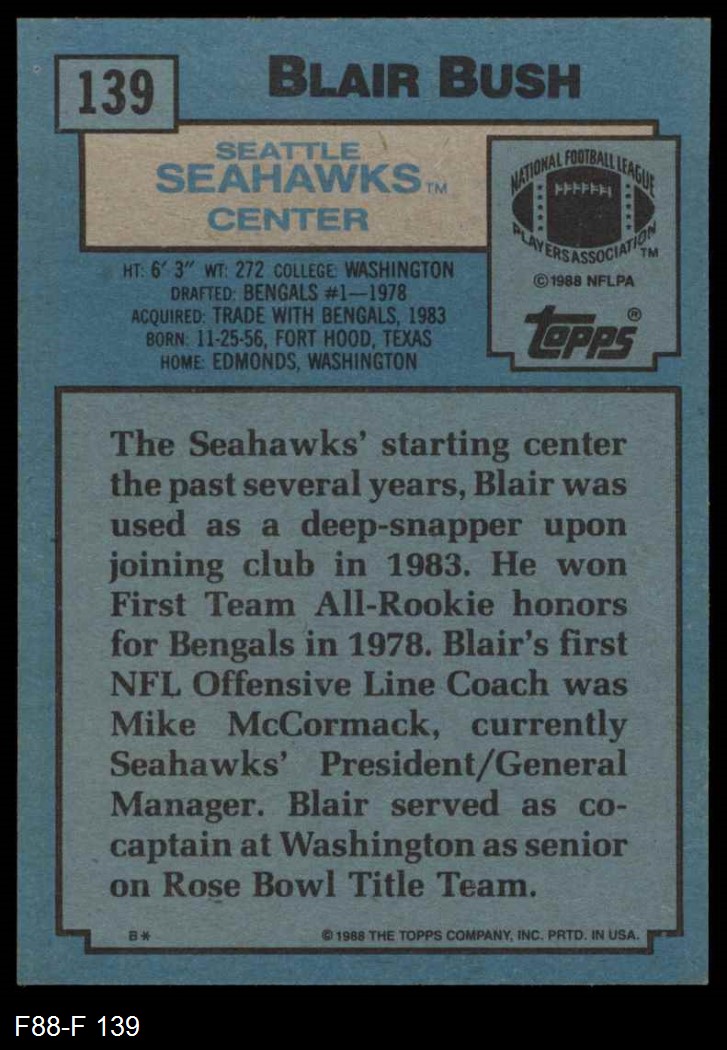 139
BLAIR BUSH
SEATTLE
SEAHAWKS™
CENTER
NATIONAL FOOTBALL LEAGUE
PLAYERS ASSOCIATION™
©1988 NFLPA
topps®
HT: 6′ 3″ WT: 272 COLLEGE: WASHINGTON
DRAFTED: BENGALS #1—1978
ACQUIRED: TRADE WITH BENGALS, 1983
BORN: 11-25-56, FORT HOOD, TEXAS
HOME: EDMONDS, WASHINGTON
The Seahawks' starting center
the past several years, Blair was
used as a deep-snapper upon
joining club in 1983. He won
First Team All-Rookie honors
for Bengals in 1978. Blair's first
NFL Offensive Line Coach was
Mike McCormack, currently
Seahawks' President/General
Manager. Blair served as co-
captain at Washington as senior
on Rose Bowl Title Team.
B*
© 1988 THE TOPPS COMPANY, INC. PRTD. IN USA.
F88-F 139